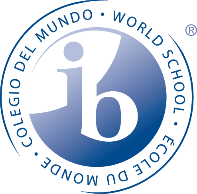 COLEGIO DEL MUNDO • WORLD SCHOOL • ÉCOLE DU MONDE •
®
ib